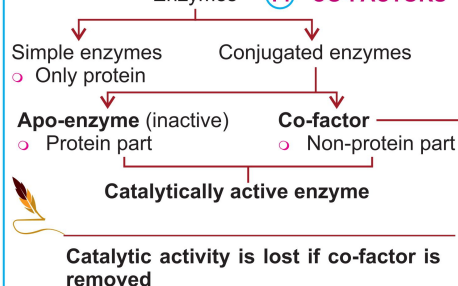 Enzymes CO-FACTORS
Simple enzymes Conjugated enzymes
Only protein
Apo-enzyme (inactive) Co-factor
Protein part Non-protein part
Catalytically active enzyme
Catalytic activity is lost if co-factor is
removed